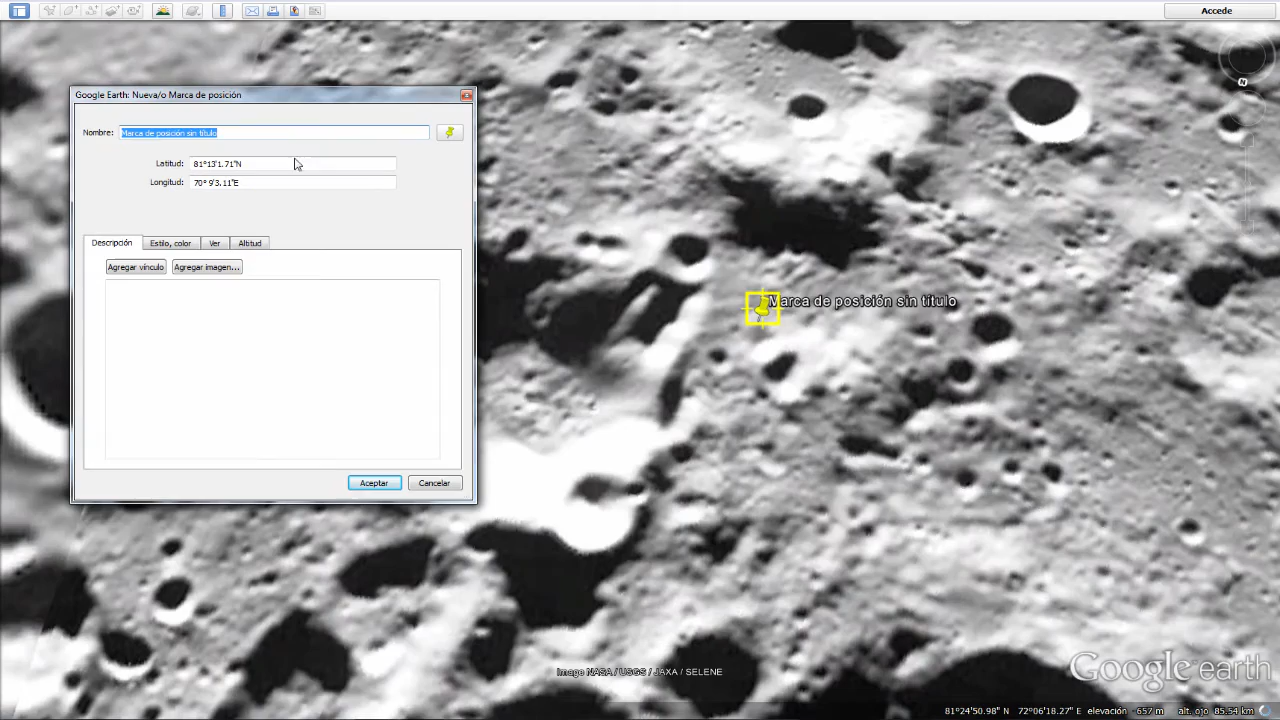 Accede
Google Earth: Nueva/o Marca de posición
Nombre: Marca de posición sin título
Latitud: 81°13'1.71"N
Longitud: 70° 9'3.11"E
Descripción Estilo, color Ver Altitud
Agregar vínculo Agregar imagen...
Aceptar Cancelar
Marca de posición sin título
Image NASA / USGS / JAXA / SELENE
Google earth
81°24'50.98" N 72°06'18.27" E elevación -657 m alt. ojo 85.54 km